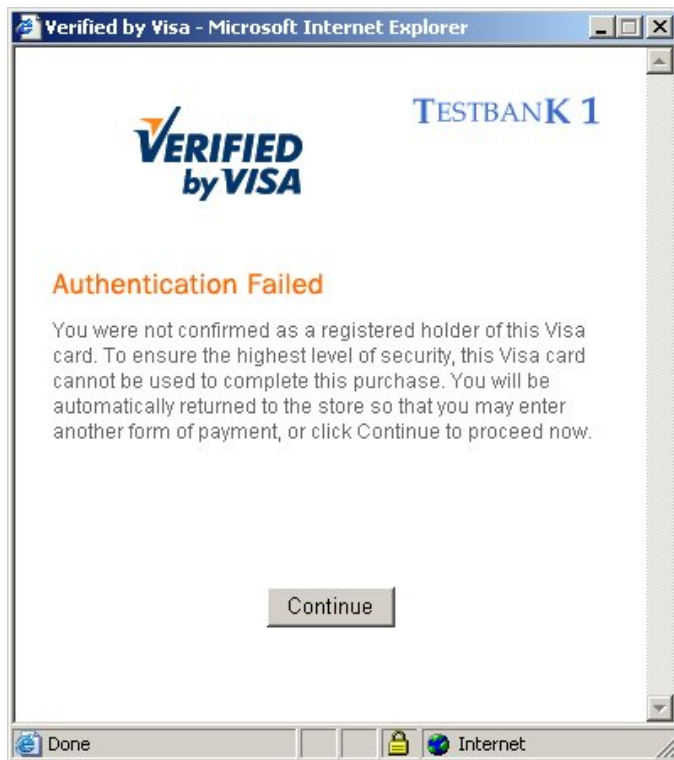 Verified by Visa - Microsoft Internet Explorer
TESTBANK 1
VERIFIED
by VISA
Authentication Failed
You were not confirmed as a registered holder of this Visa
card. To ensure the highest level of security, this Visa card
cannot be used to complete this purchase. You will be
automatically returned to the store so that you may enter
another form of payment, or click Continue to proceed now.
Continue
Done
Internet